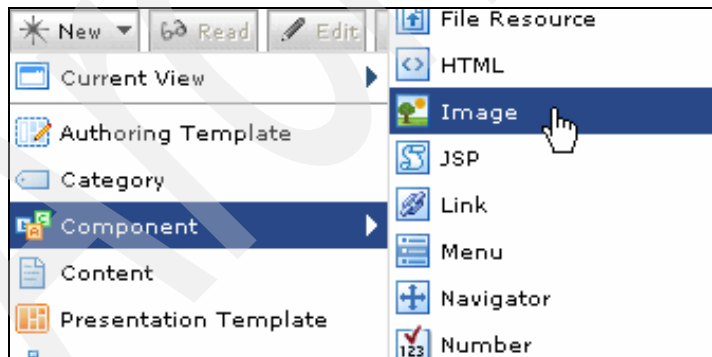 New
Read
Edit
Current View
Authoring Template
Category
Component
Content
Presentation Template
File Resource
HTML
Image
JSP
Link
Menu
Navigator
123
Number